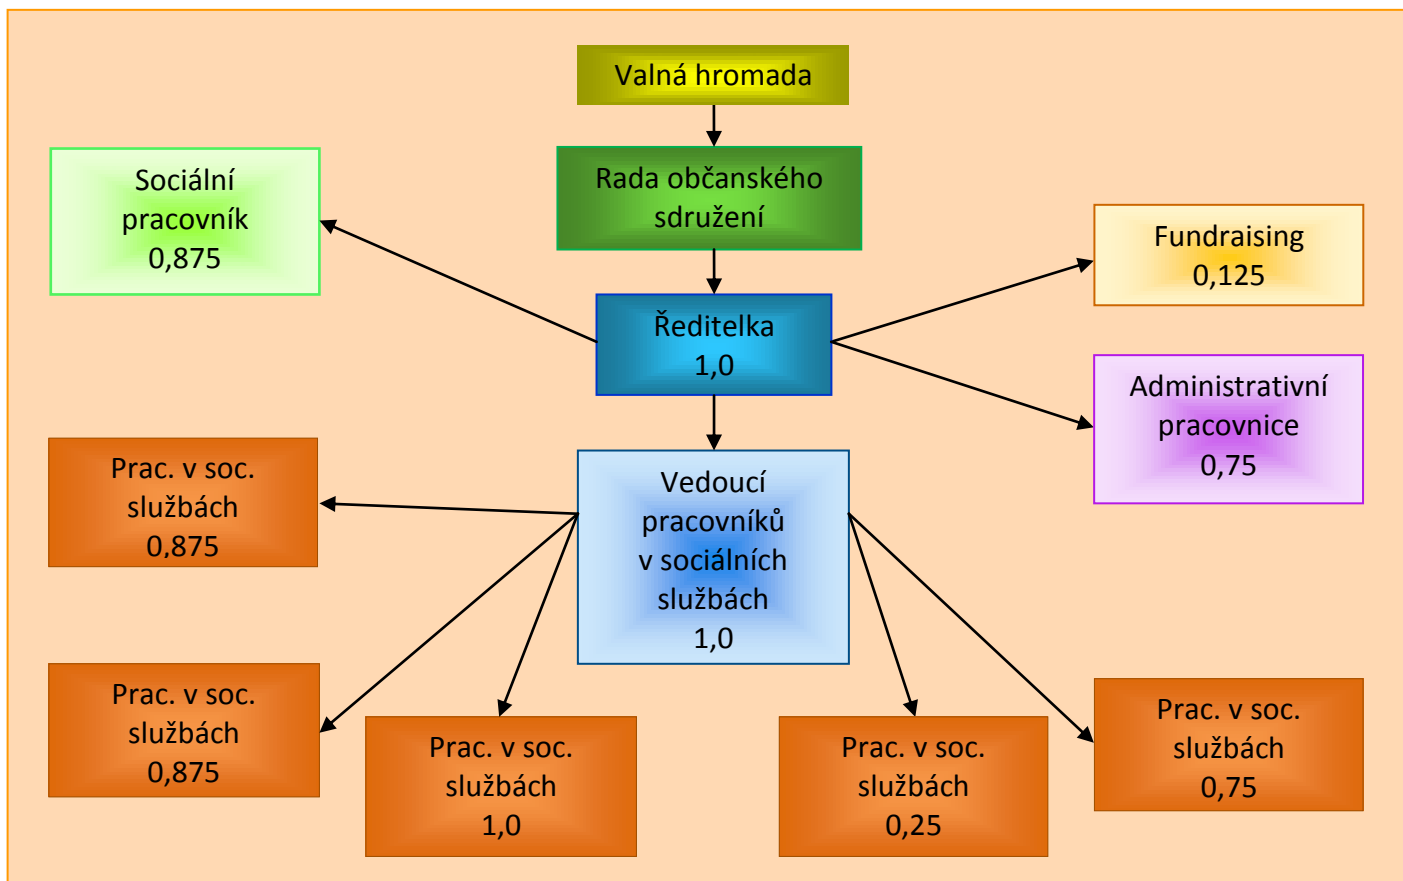 Valná hromada
Rada občanského
sdružení
Sociální
pracovník
0,875
Fundraising
0,125
Ředitelka
1,0
Administrativní
pracovnice
0,75
Prac. v soc.
službách
0,875
Vedoucí
pracovníků
v sociálních
službách
1,0
Prac. v soc.
službách
0,875
Prac. v soc.
službách
1,0
Prac. v soc.
službách
0,25
Prac. v soc.
službách
0,75